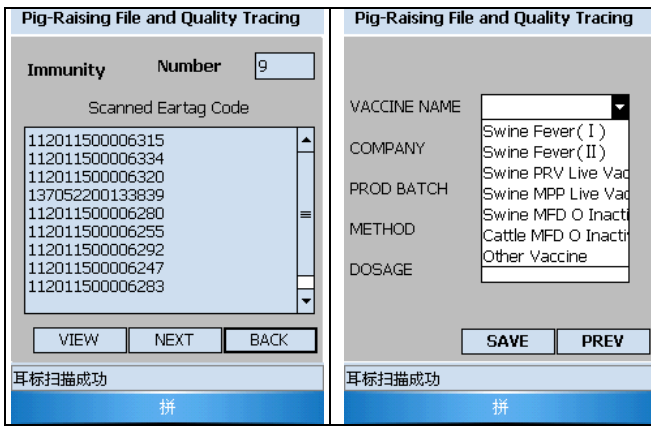 Pig-Raising File and Quality Tracing
Immunity Number 9
Scanned Eartag Code
112011500006315
112011500006334
112011500006320
137052200133839
112011500006280
112011500006255
112011500006292
112011500006247
112011500006283
VIEW NEXT BACK
耳标扫描成功
拼
Pig-Raising File and Quality Tracing
VACCINE NAME
Swine Fever(Ⅰ)
Swine Fever(Ⅱ)
COMPANY
Swine PRV Live Vac
PROD BATCH
Swine MPP Live Vac
Swine MFD O Inacti
METHOD
Cattle MFD O Inacti
Other Vaccine
DOSAGE
SAVE PREV
耳标扫描成功
拼